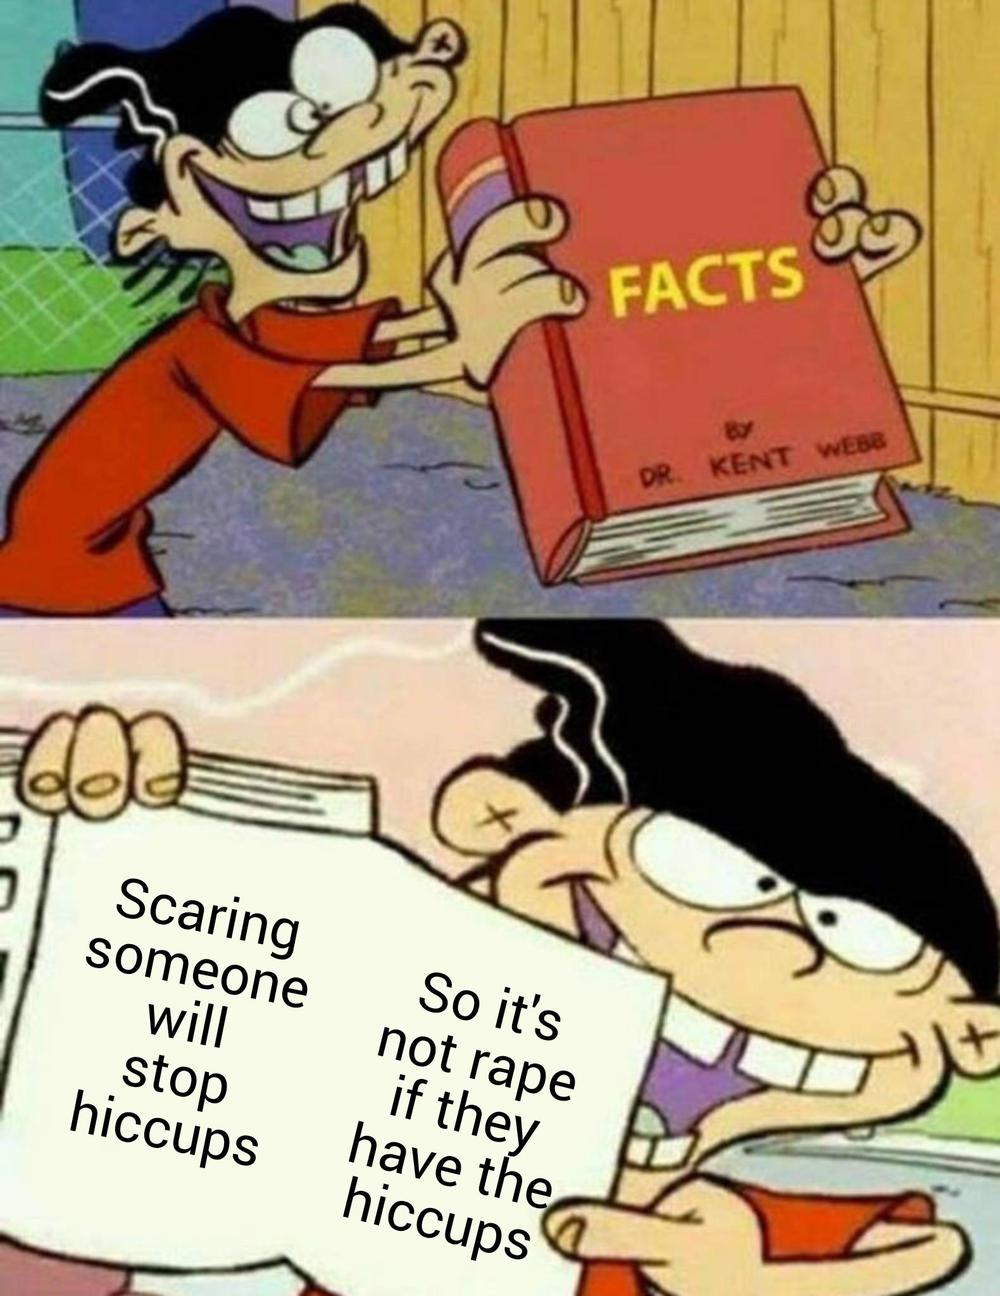 FACTS
By
DR. KENT WEBB
Scaring
someone
will
stop
hiccups
So it's
not rape
if they
have the
hiccups